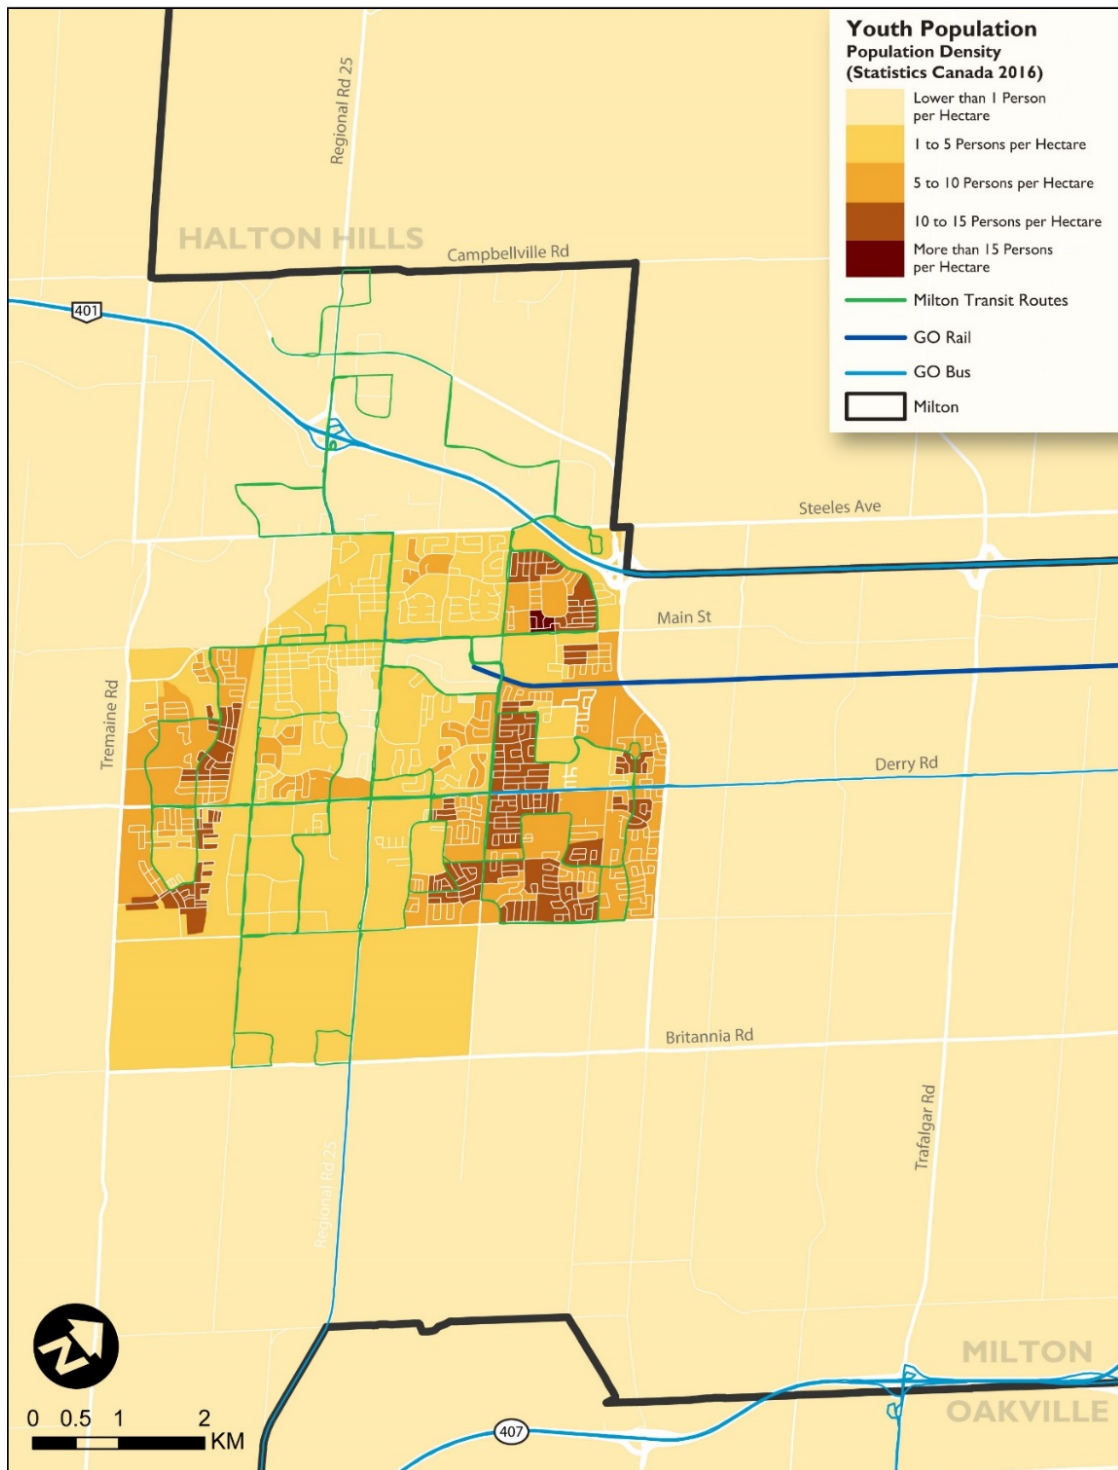 Youth Population
Population Density
(Statistics Canada 2016)
Lower than 1 Person
per Hectare
1 to 5 Persons per Hectare
5 to 10 Persons per Hectare
10 to 15 Persons per Hectare
More than 15 Persons
per Hectare
Milton Transit Routes
GO Rail
GO Bus
Milton
Regional Rd 25
HALTON HILLS
Campbellville Rd
401
Steeles Ave
Main St
Tremaine Rd
Derry Rd
Britannia Rd
Trafalgar Rd
Regional Rd 25
MILTON
OAKVILLE
407
N
0 0.5 1 2
KM